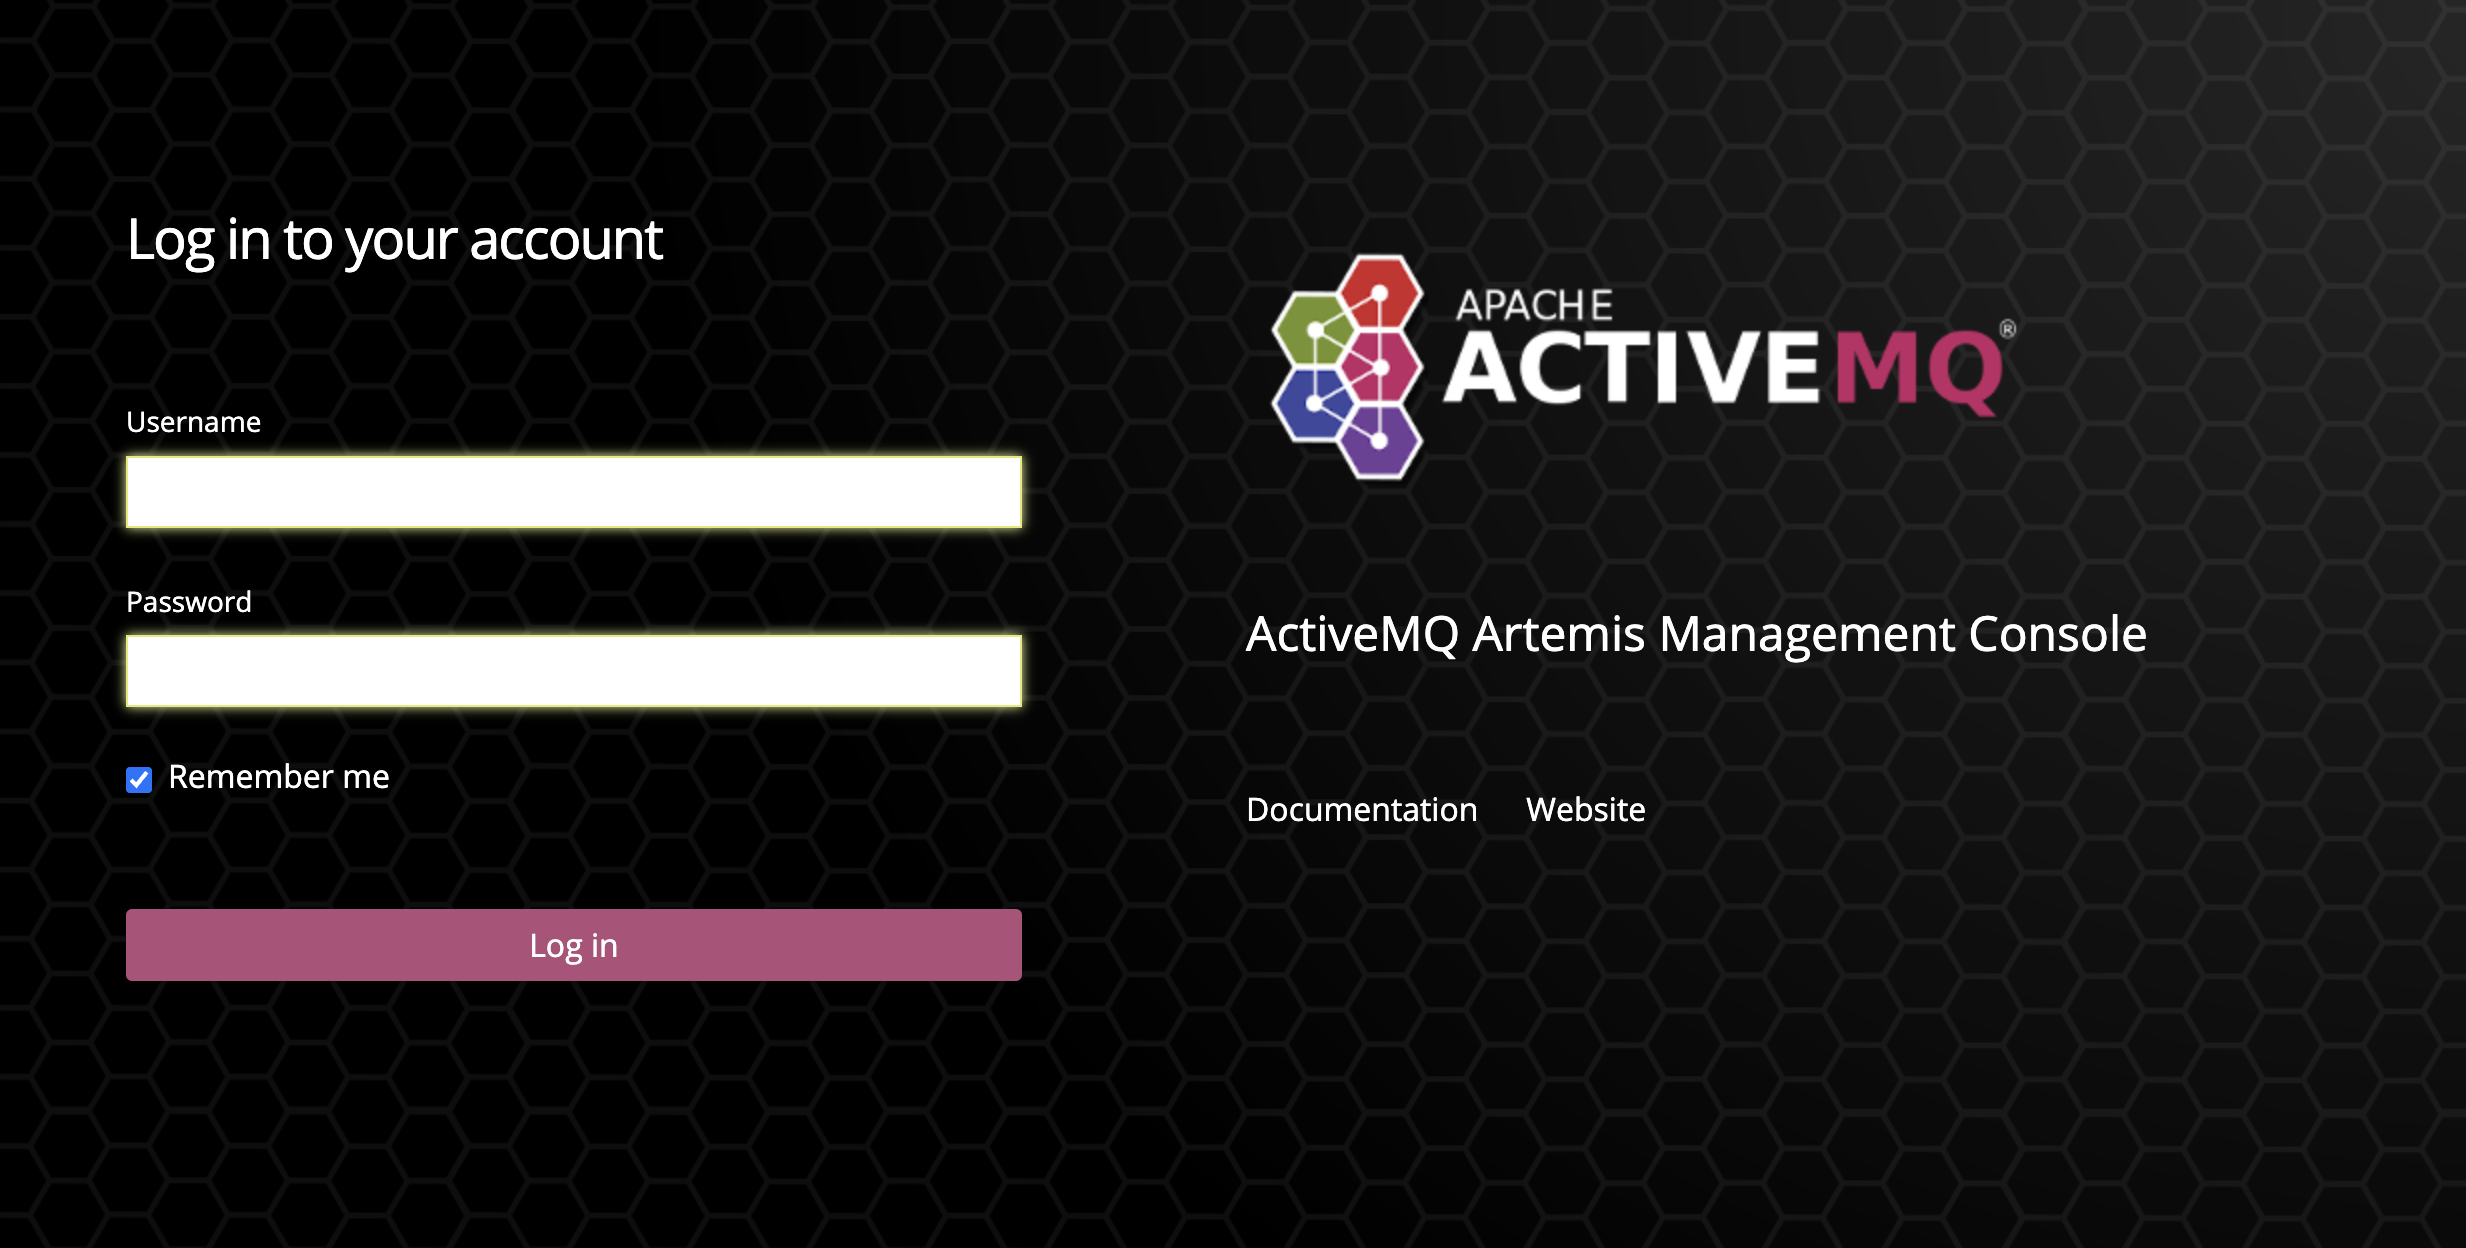 Log in to your account
Username
Password
Remember me
Log in
APACHE
ACTIVEMQ®
ActiveMQ Artemis Management Console
Documentation Website